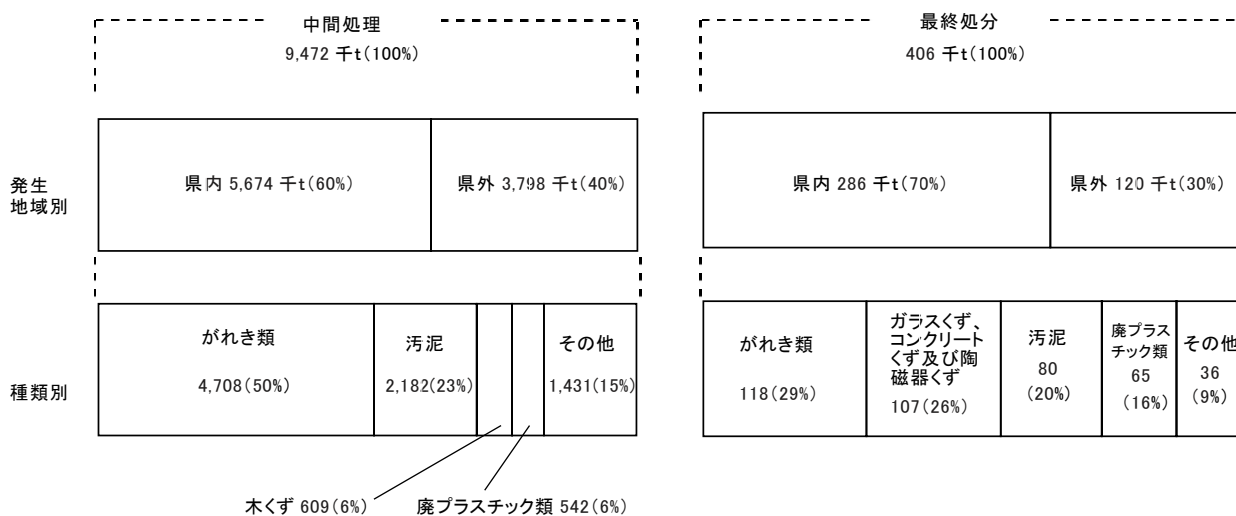 中間処理
9,472 千t(100%)
最終処分
406 千t(100%)
発生
地域別
県内 5,674 千t(60%)
県外 3,798 千t(40%)
県内 286 千t(70%)
県外 120 千t(30%)
種類別
がれき類
4,708(50%)
汚泥
2,182(23%)
その他
1,431(15%)
木くず 609(6%)
廃プラスチック類 542(6%)
がれき類
118(29%)
ガラスくず、
コンクリート
くず及び陶
磁器くず
107(26%)
汚泥
80
(20%)
廃プラス
チック類
65
(16%)
その他
36
(9%)